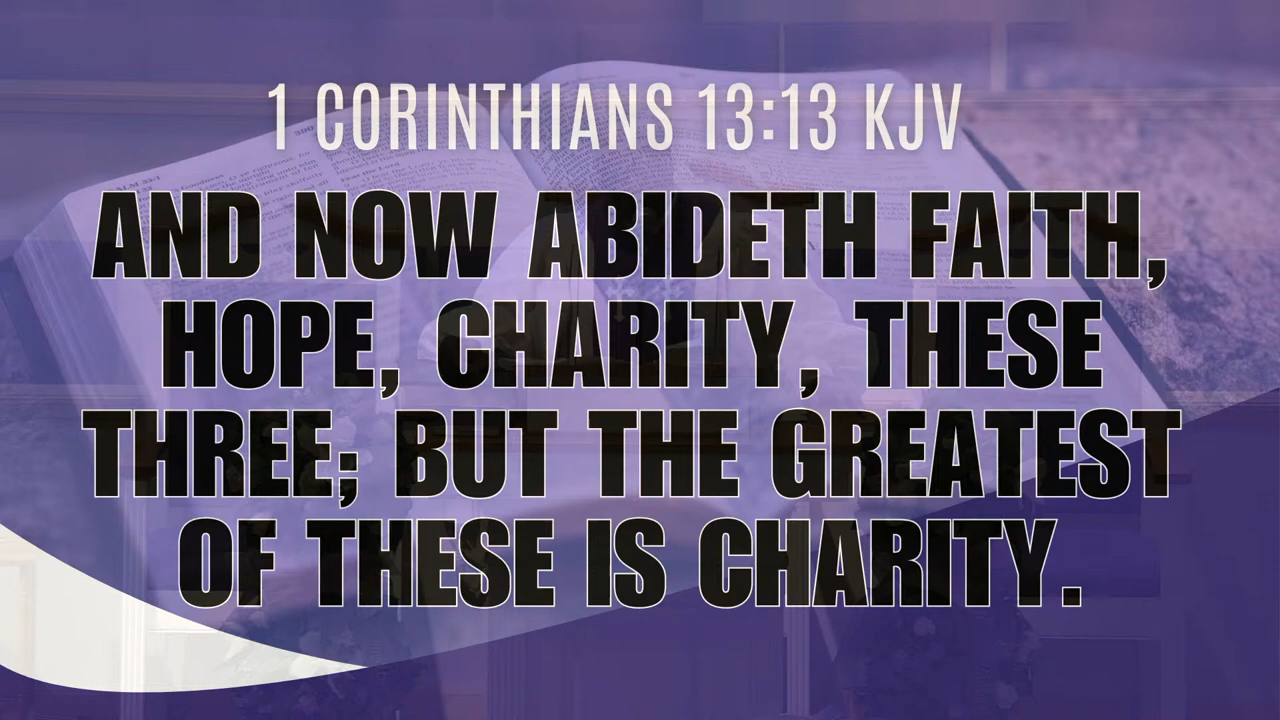 1 CORINTHIANS 13:13 KJV
AND NOW ABIDETH FAITH,
HOPE, CHARITY, THESE
THREE; BUT THE GREATEST
OF THESE IS CHARITY.